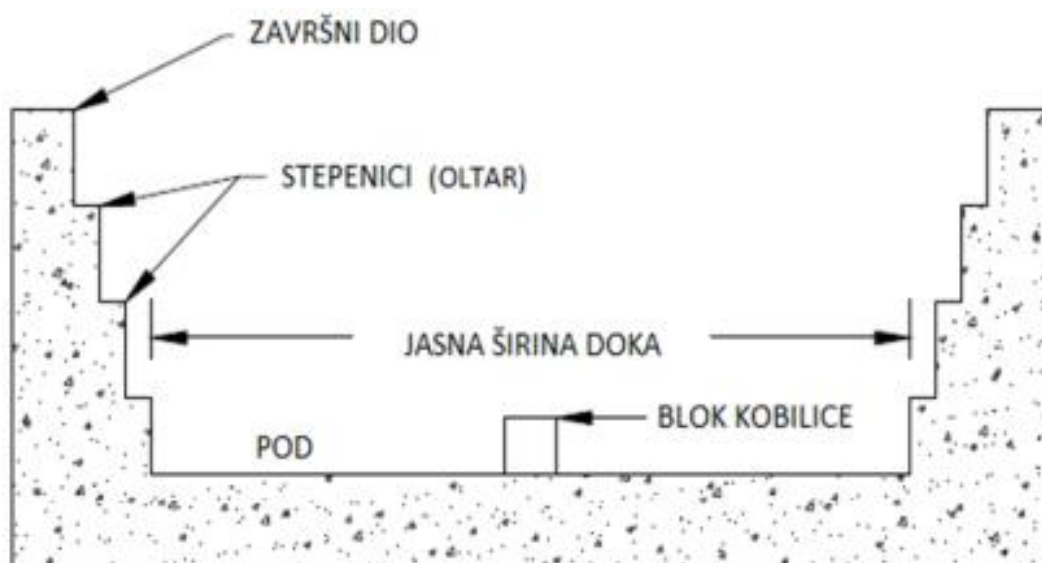 ZAVRŠNI DIO
STEPENICI (OLTAR)
JASNA ŠIRINA DOKA
BLOK KOBILICE
POD